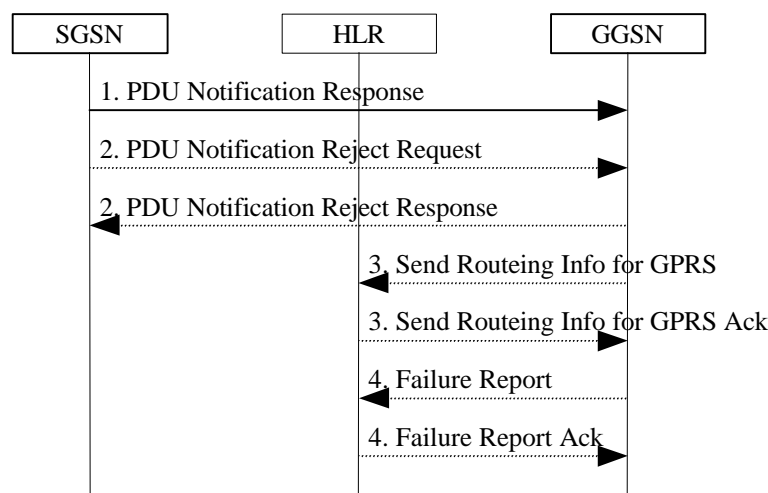 SGSN HLR GGSN
1. PDU Notification Response
2. PDU Notification Reject Request
2. PDU Notification Reject Response
3. Send Routeing Info for GPRS
3. Send Routeing Info for GPRS Ack
4. Failure Report
4. Failure Report Ack